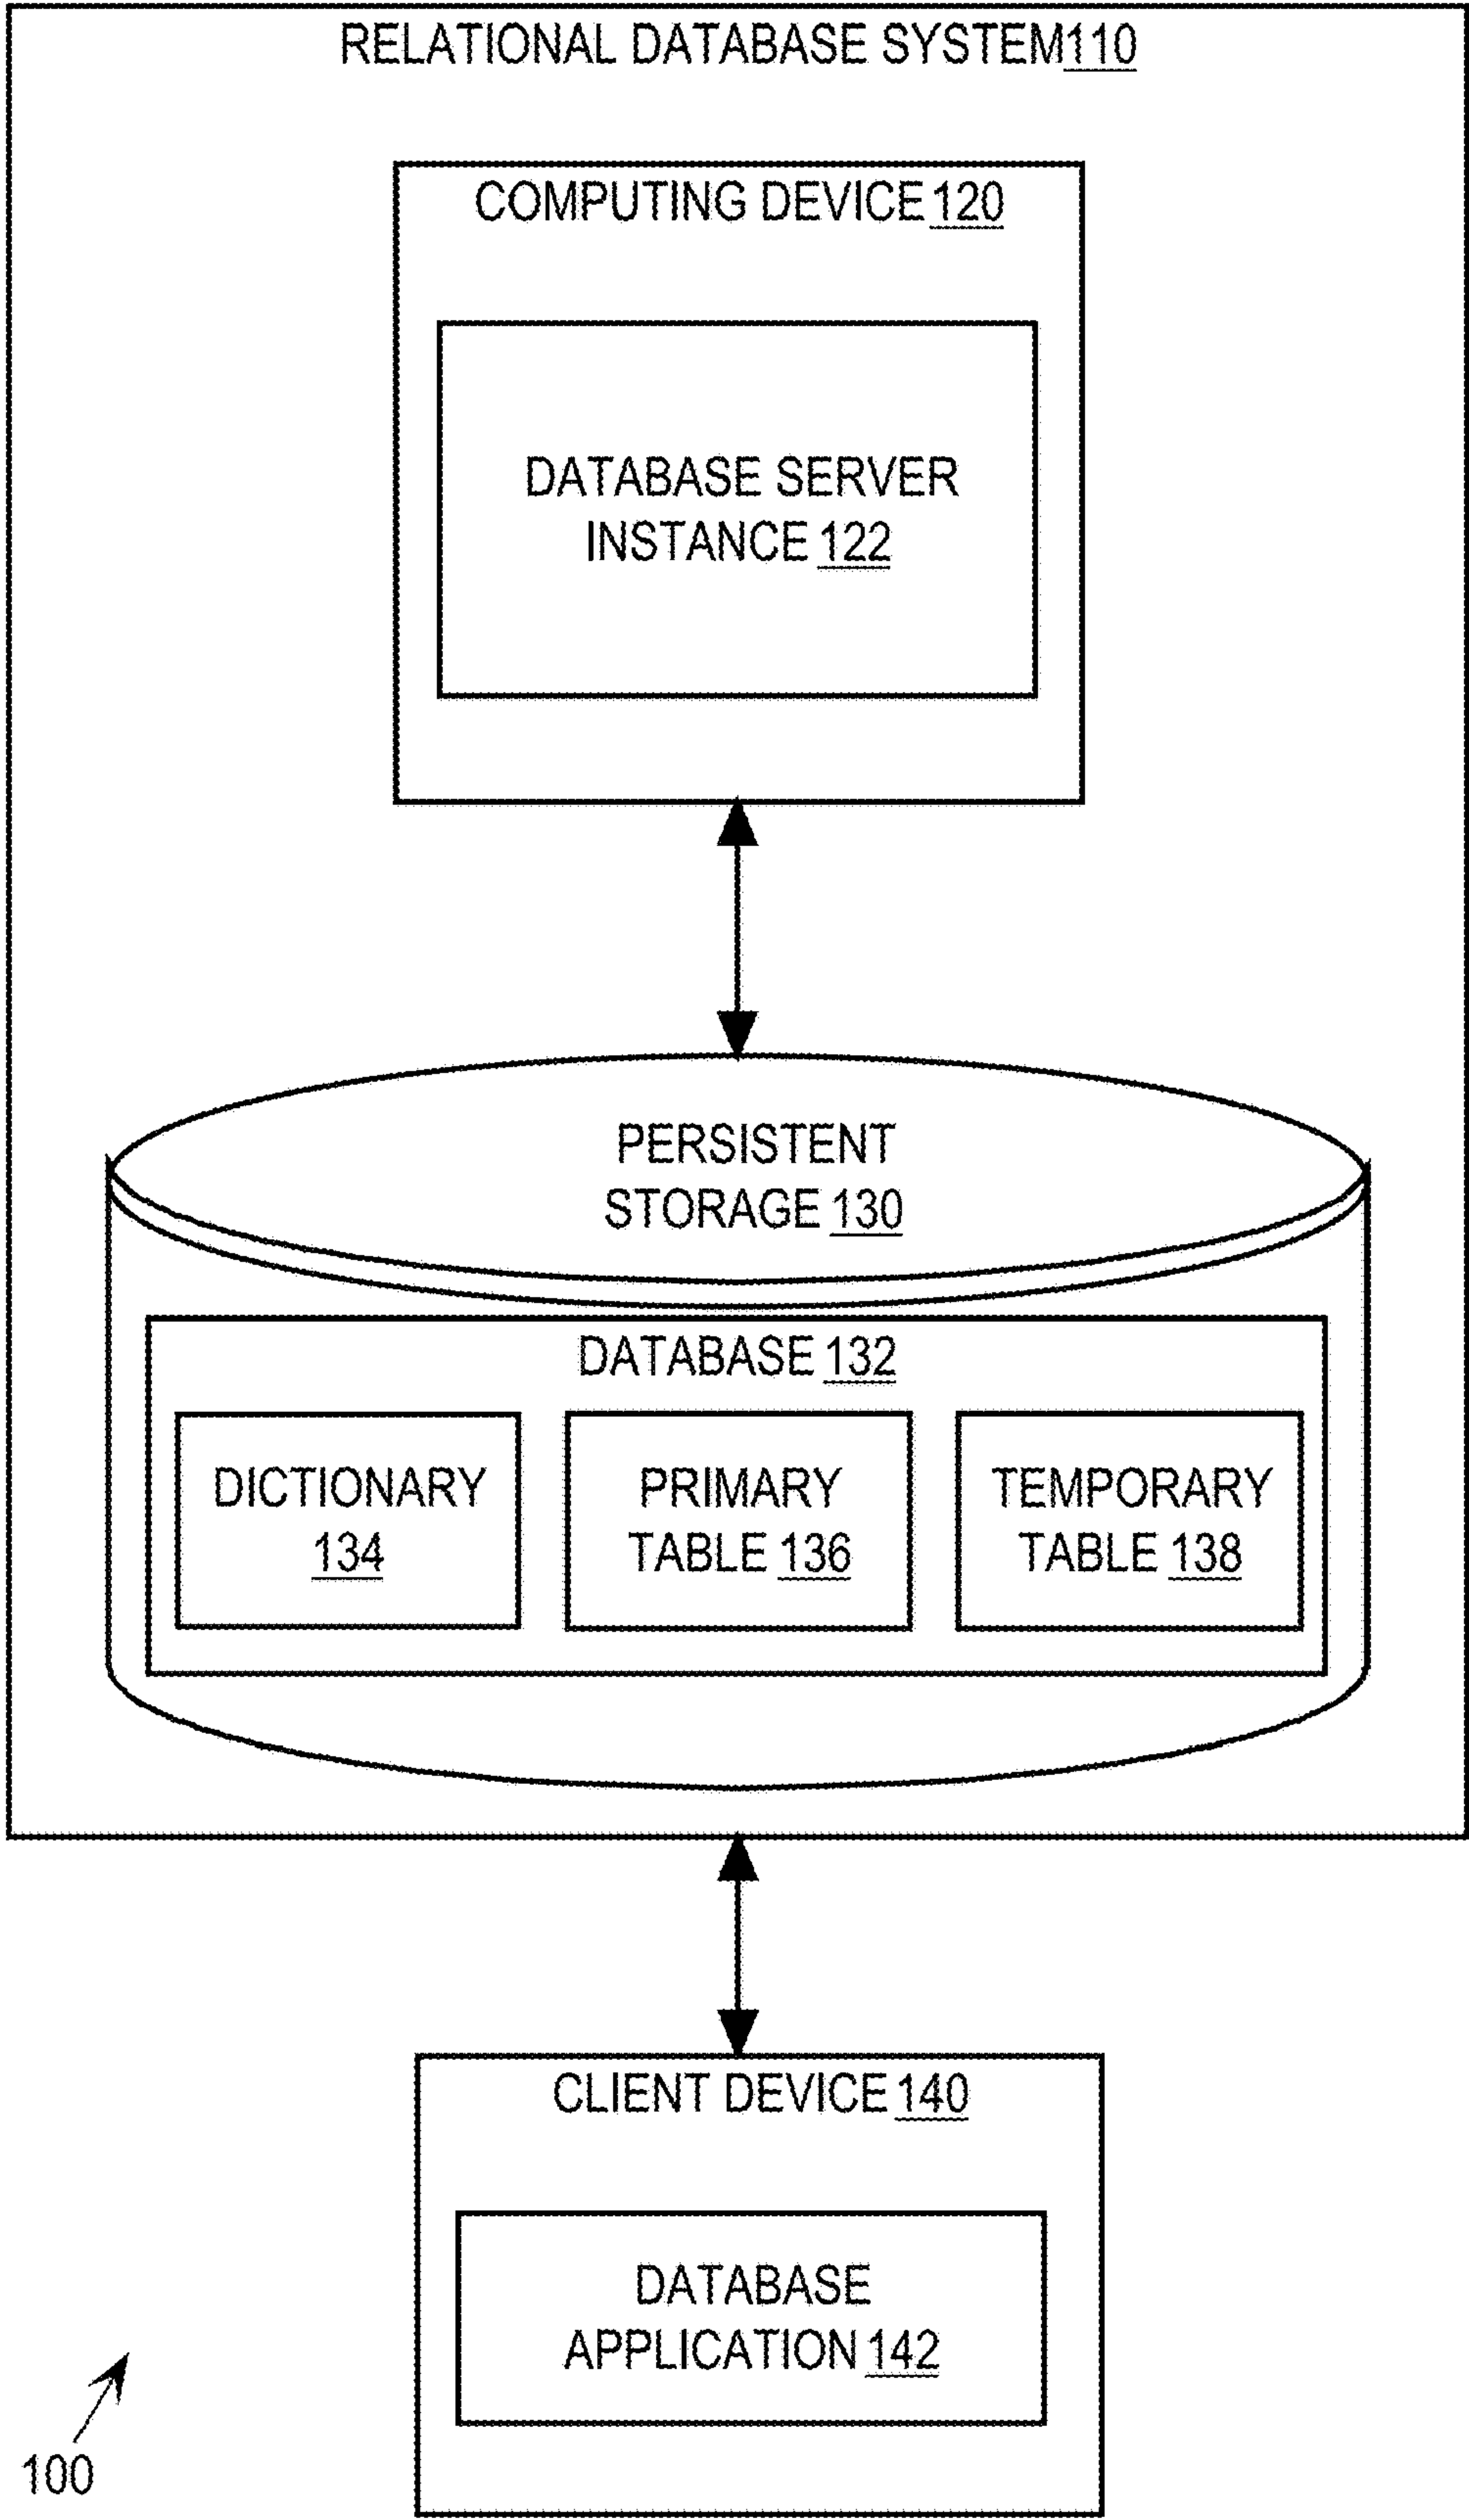 RELATIONAL DATABASE SYSTEM110
COMPUTING DEVICE 120
DATABASE SERVER
INSTANCE 122
PERSISTENT
STORAGE 130
DATABASE 132
DICTIONARY
134
PRIMARY
TABLE 136
TEMPORARY
TABLE 138
CLIENT DEVICE 140
DATABASE
APPLICATION 142
100